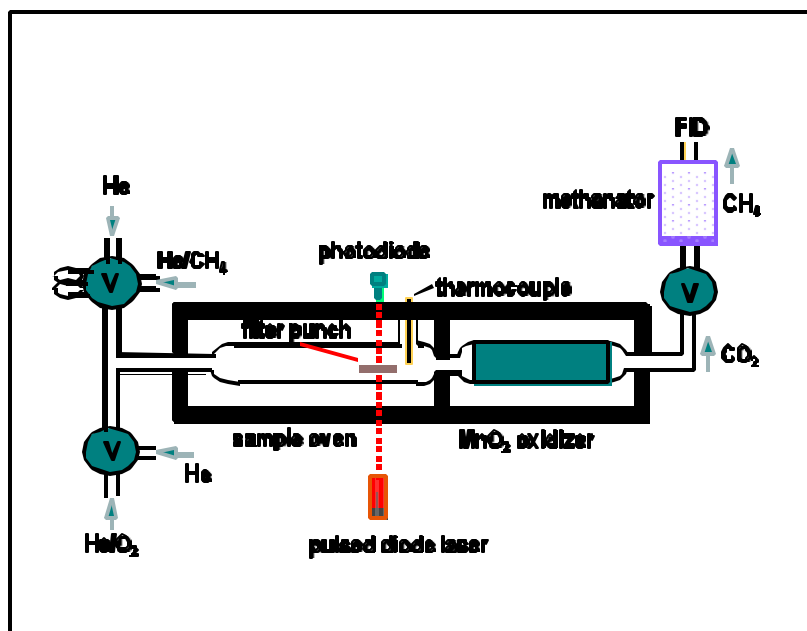 FID
He
methanator
CH₄
He/CH₄
photodiode
V
V
thermocouple
filter punch
CO₂
V
sample oven
MnO₂ oxidizer
He
He/O₂
pulsed diode laser